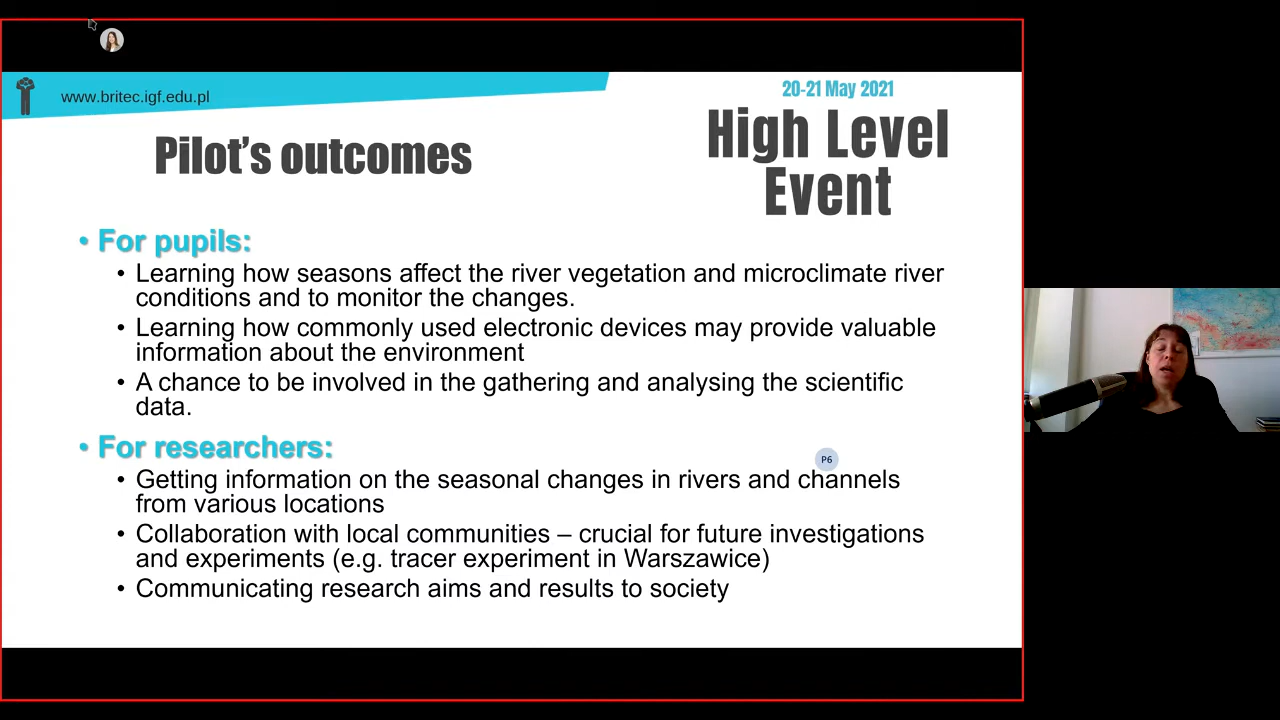 www.britec.igf.edu.pl
20-21 May 2021
High Level
Event
Pilot's outcomes
• For pupils:
• Learning how seasons affect the river vegetation and microclimate river
conditions and to monitor the changes.
• Learning how commonly used electronic devices may provide valuable
information about the environment
• A chance to be involved in the gathering and analysing the scientific
data.
• For researchers:
P6
• Getting information on the seasonal changes in rivers and channels
from various locations
• Collaboration with local communities – crucial for future investigations
and experiments (e.g. tracer experiment in Warszawice)
• Communicating research aims and results to society